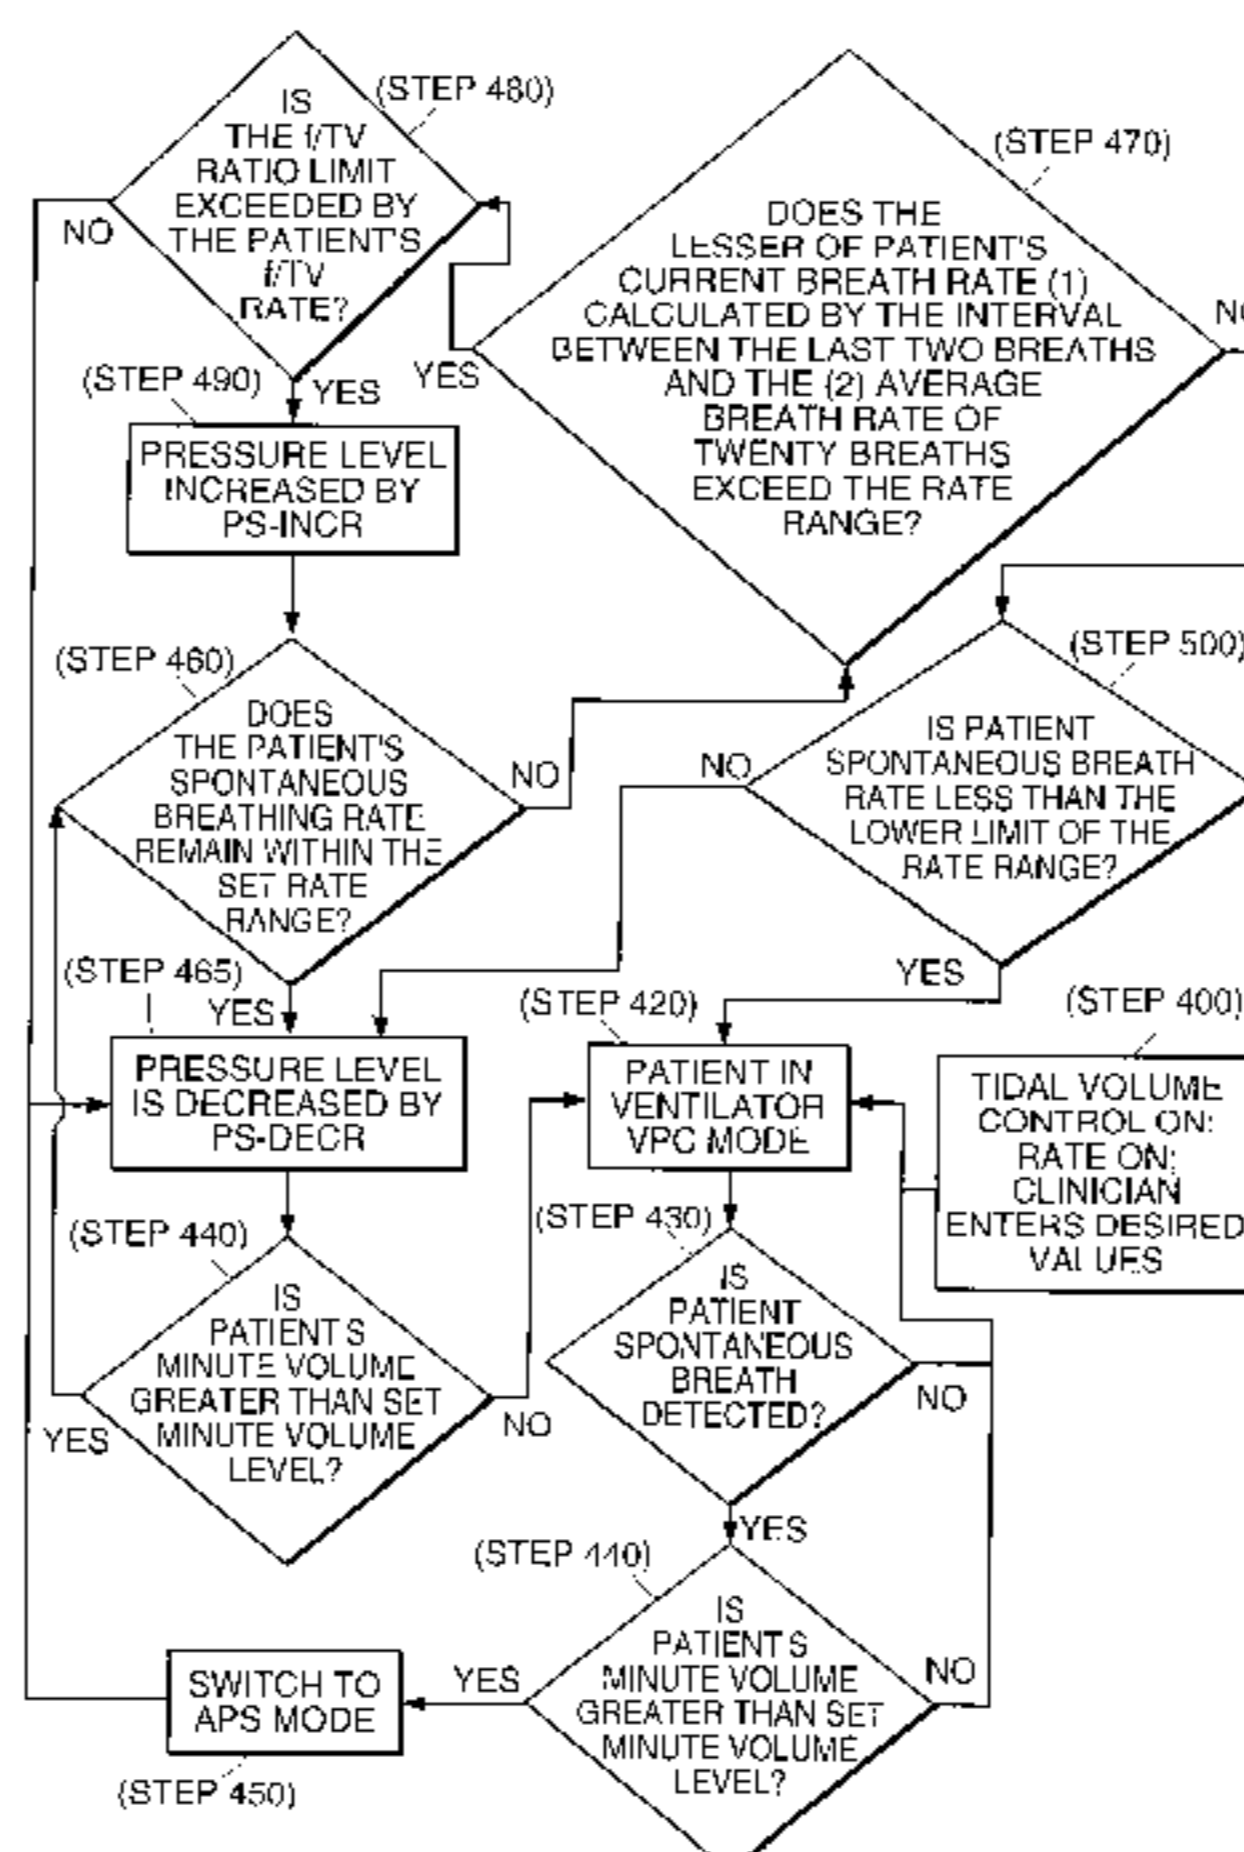 (STEP 480)
IS
THE f/TV
RATIO LIMIT
EXCEEDED BY
THE PATIENT'S
f/TV
RATE?
NO
YES
(STEP 470)
DOES THE
LESSER OF PATIENT'S
CURRENT BREATH RATE (1)
CALCULATED BY THE INTERVAL
BETWEEN THE LAST TWO BREATHS
AND THE (2) AVERAGE
BREATH RATE OF
TWENTY BREATHS
EXCEED THE RATE
RANGE?
YES
NO
(STEP 490)
PRESSURE LEVEL
INCREASED BY
PS-INCR
(STEP 460)
DOES
THE PATIENT'S
SPONTANEOUS
BREATHING RATE
REMAIN WITHIN THE
SET RATE
RANGE?
NO
YES
(STEP 500)
IS PATIENT
SPONTANEOUS BREATH
RATE LESS THAN THE
LOWER LIMIT OF THE
RATE RANGE?
NO
YES
(STEP 465)
PRESSURE LEVEL
IS DECREASED BY
PS-DECR
(STEP 420)
PATIENT IN
VENTILATOR
VPC MODE
(STEP 400)
TIDAL VOLUME
CONTROL ON:
RATE ON;
CLINICIAN
ENTERS DESIRED
VALUES
(STEP 440)
IS
PATIENT S
MINUTE VOLUME
GREATER THAN SET
MINUTE VOLUME
LEVEL?
YES
NO
(STEP 430)
IS
PATIENT
SPONTANEOUS
BREATH
DETECTED?
NO
YES
(STEP 440)
IS
PATIENT S
MINUTE VOLUME
GREATER THAN SET
MINUTE VOLUME
LEVEL?
YES
NO
SWITCH TO
APS MODE
(STEP 450)